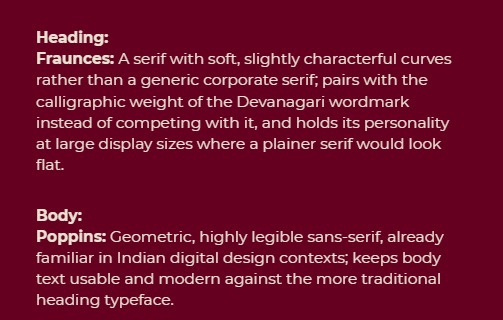 Heading:
Fraunces: A serif with soft, slightly characterful curves
rather than a generic corporate serif; pairs with the
calligraphic weight of the Devanagari wordmark
instead of competing with it, and holds its personality
at large display sizes where a plainer serif would look
flat.
Body:
Poppins: Geometric, highly legible sans-serif, already
familiar in Indian digital design contexts; keeps body
text usable and modern against the more traditional
heading typeface.